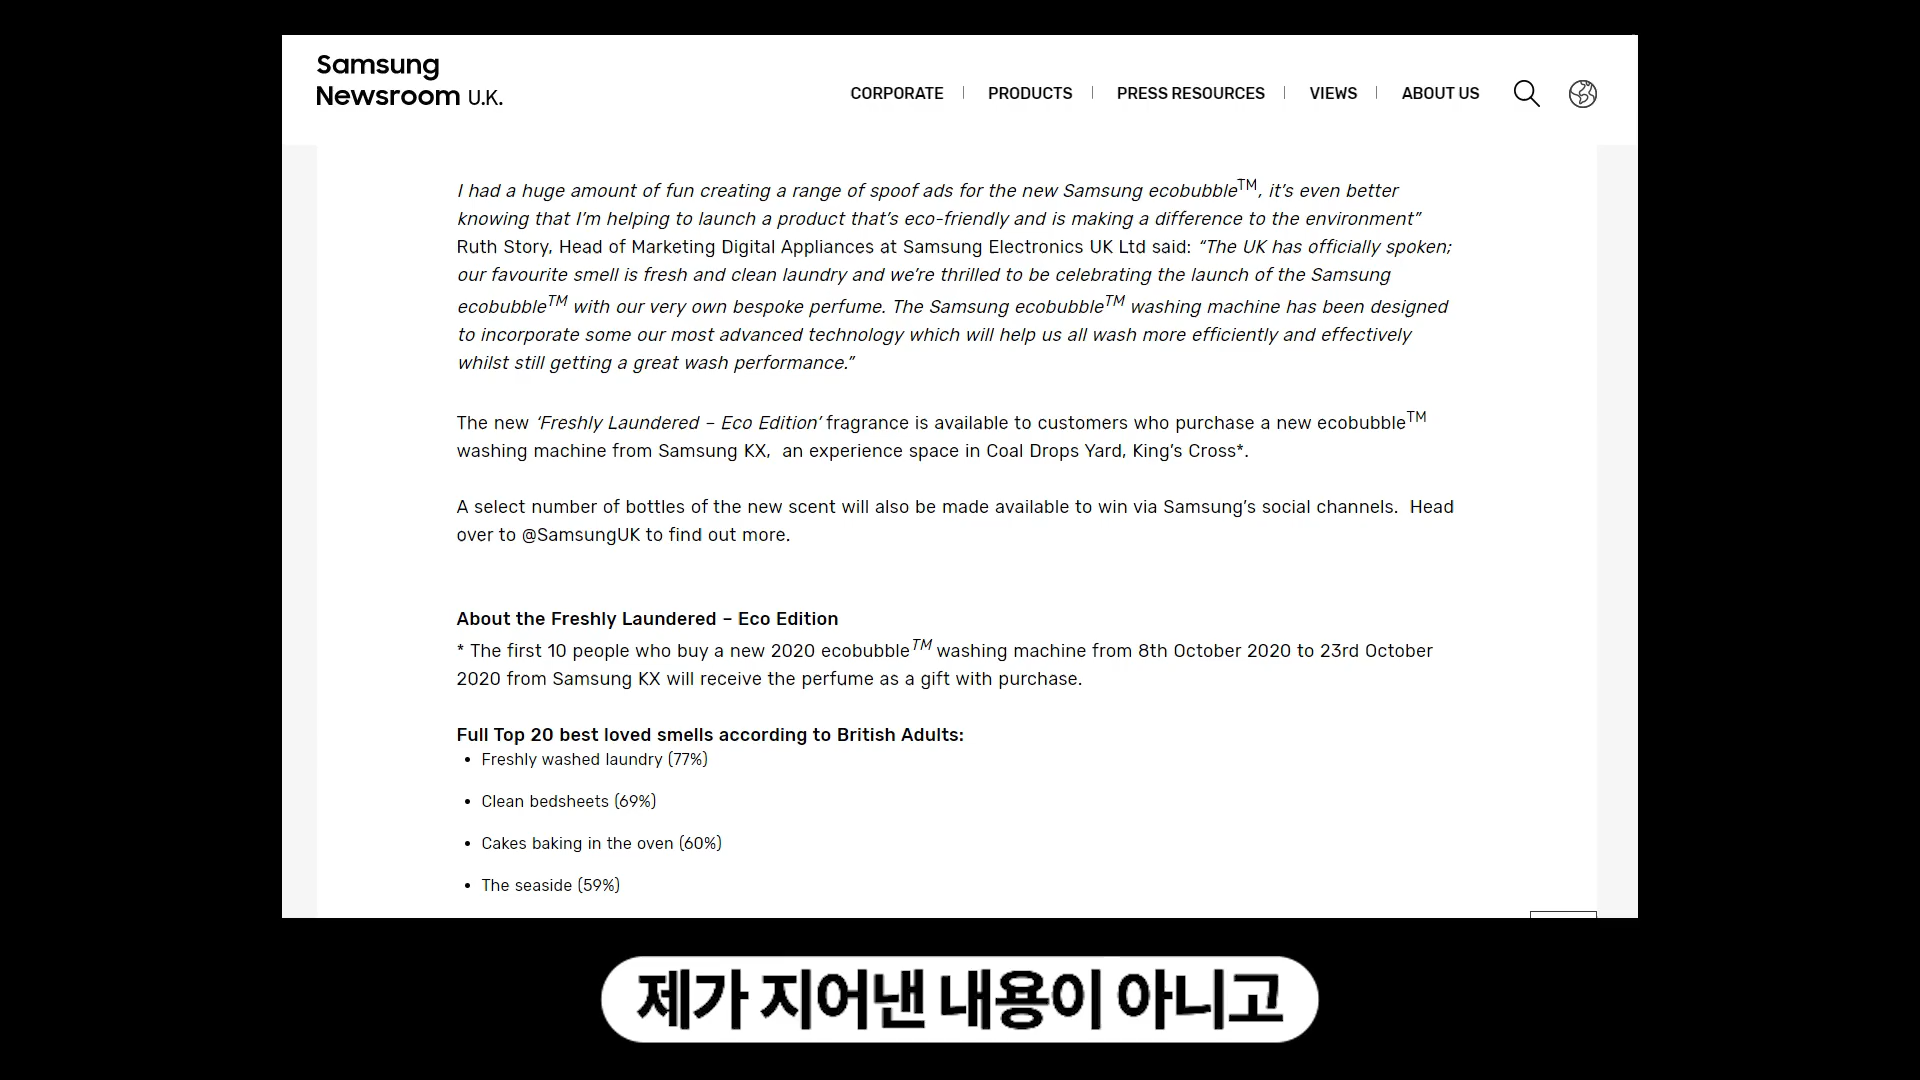 Samsung
Newsroom U.K.
CORPORATE | PRODUCTS | PRESS RESOURCES | VIEWS | ABOUT US
I had a huge amount of fun creating a range of spoof ads for the new Samsung ecobubble™, it’s even better
knowing that I’m helping to launch a product that’s eco-friendly and is making a difference to the environment”
Ruth Story, Head of Marketing Digital Appliances at Samsung Electronics UK Ltd said: “The UK has officially spoken;
our favourite smell is fresh and clean laundry and we’re thrilled to be celebrating the launch of the Samsung
ecobubble™ with our very own bespoke perfume. The Samsung ecobubble™ washing machine has been designed
to incorporate some our most advanced technology which will help us all wash more efficiently and effectively
whilst still getting a great wash performance.”
The new ‘Freshly Laundered – Eco Edition’ fragrance is available to customers who purchase a new ecobubble™
washing machine from Samsung KX,  an experience space in Coal Drops Yard, King’s Cross*.
A select number of bottles of the new scent will also be made available to win via Samsung’s social channels.  Head
over to @SamsungUK to find out more.
About the Freshly Laundered – Eco Edition
* The first 10 people who buy a new 2020 ecobubble™ washing machine from 8th October 2020 to 23rd October
2020 from Samsung KX will receive the perfume as a gift with purchase.
Full Top 20 best loved smells according to British Adults:
• Freshly washed laundry (77%)
• Clean bedsheets (69%)
• Cakes baking in the oven (60%)
• The seaside (59%)
제가 지어낸 내용이 아니고